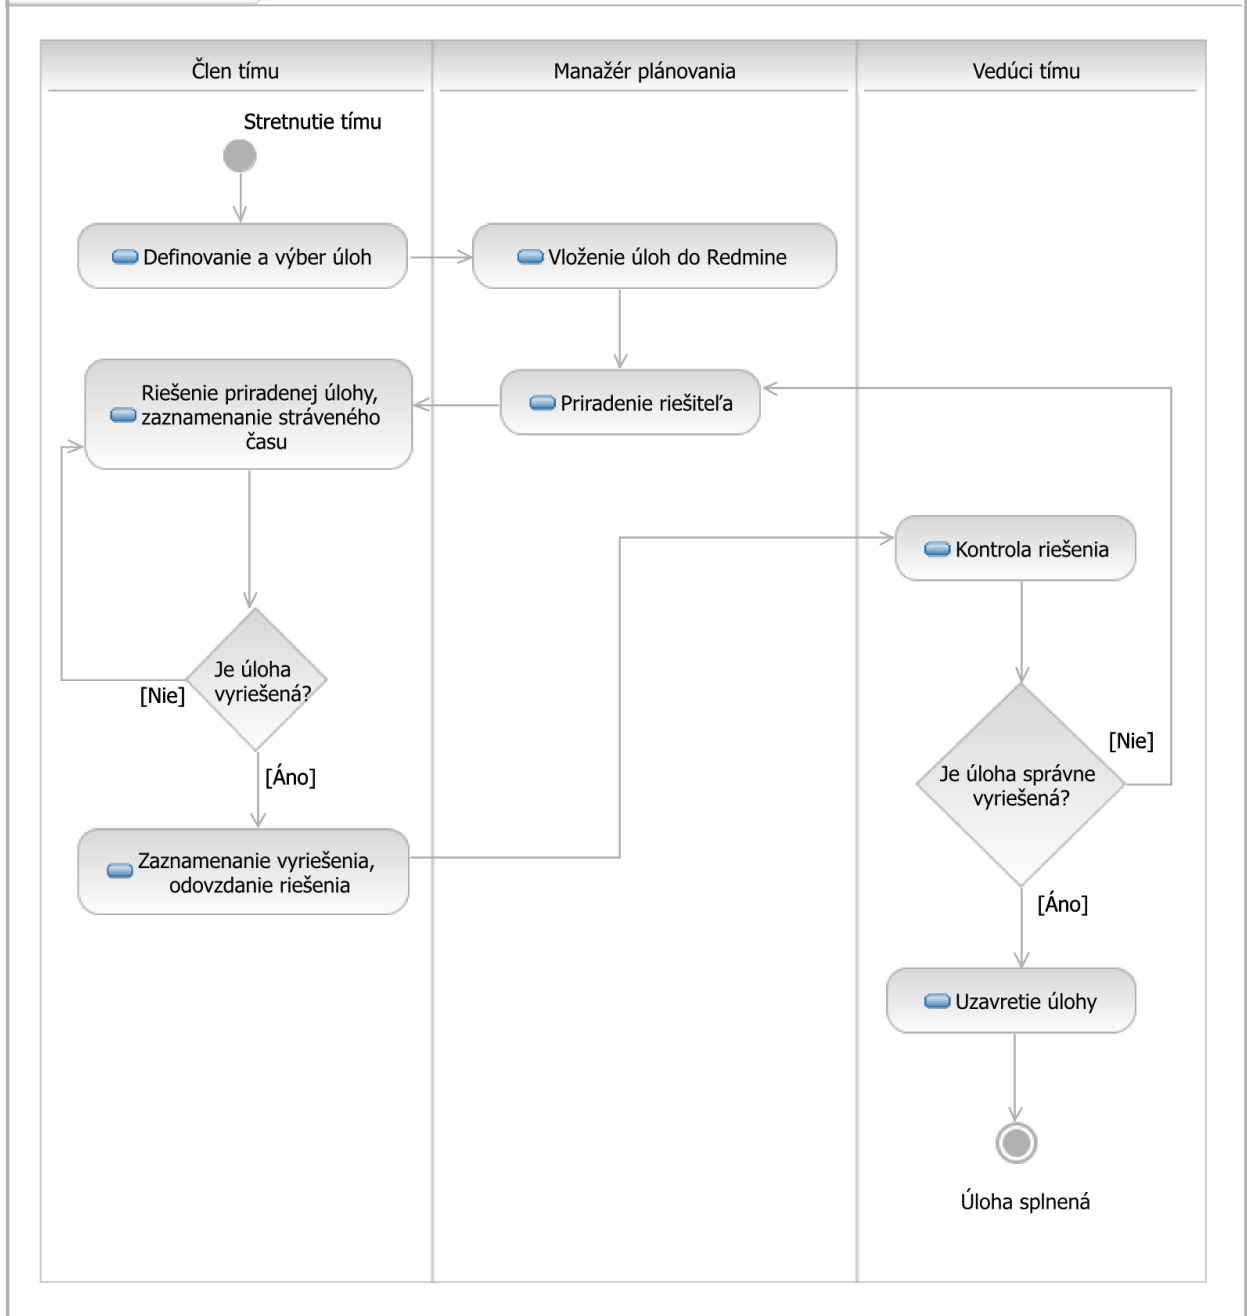 Člen tímu
Manažér plánovania
Vedúci tímu
Stretnutie tímu
Definovanie a výber úloh
Vloženie úloh do Redmine
Riešenie priradenej úlohy,
zaznamenanie stráveného
času
Priradenie riešiteľa
Kontrola riešenia
Je úloha
vyriešená?
[Nie]
[Áno]
[Nie]
Je úloha správne
vyriešená?
Zaznamenanie vyriešenia,
odovzdanie riešenia
[Áno]
Uzavretie úlohy
Úloha splnená